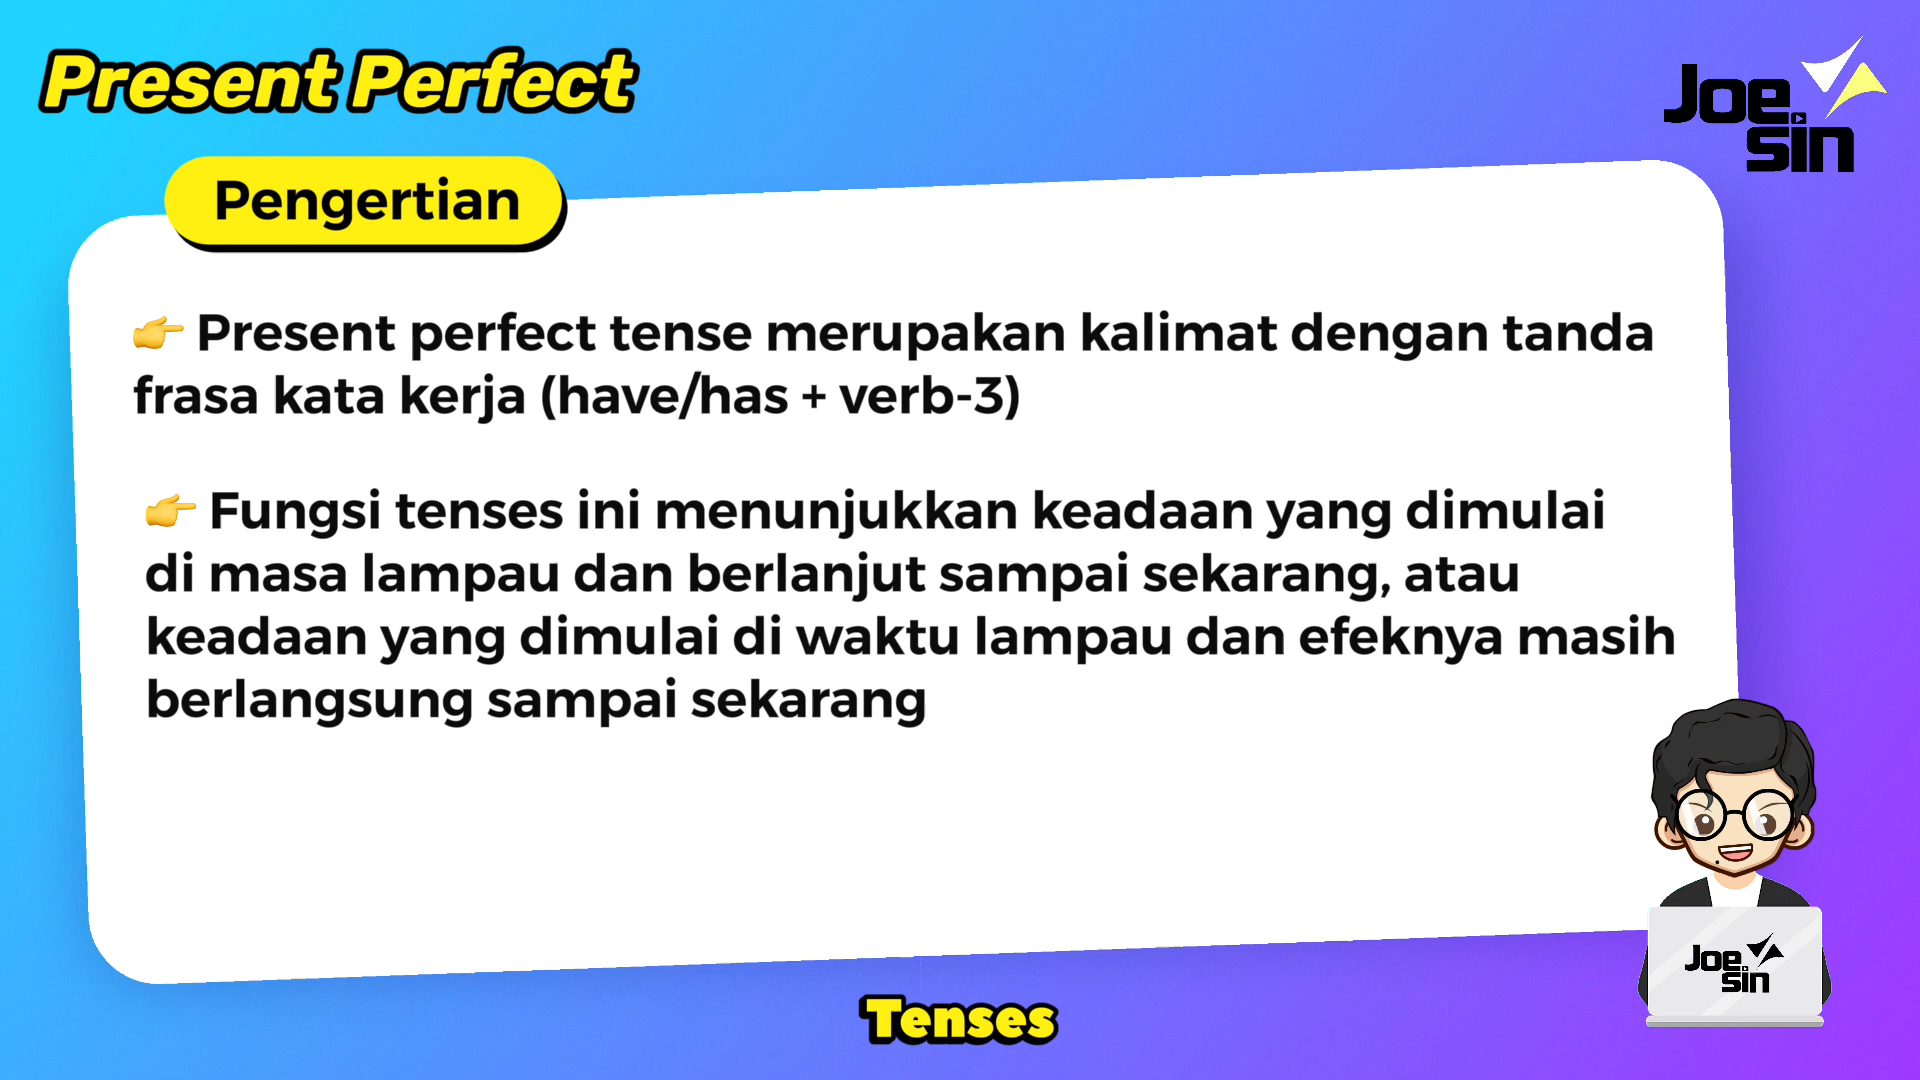 Present Perfect
Joe
sin
Pengertian
👉 Present perfect tense merupakan kalimat dengan tanda
frasa kata kerja (have/has + verb-3)
👉 Fungsi tenses ini menunjukkan keadaan yang dimulai
di masa lampau dan berlanjut sampai sekarang, atau
keadaan yang dimulai di waktu lampau dan efeknya masih
berlangsung sampai sekarang
Joe
sin
Tenses